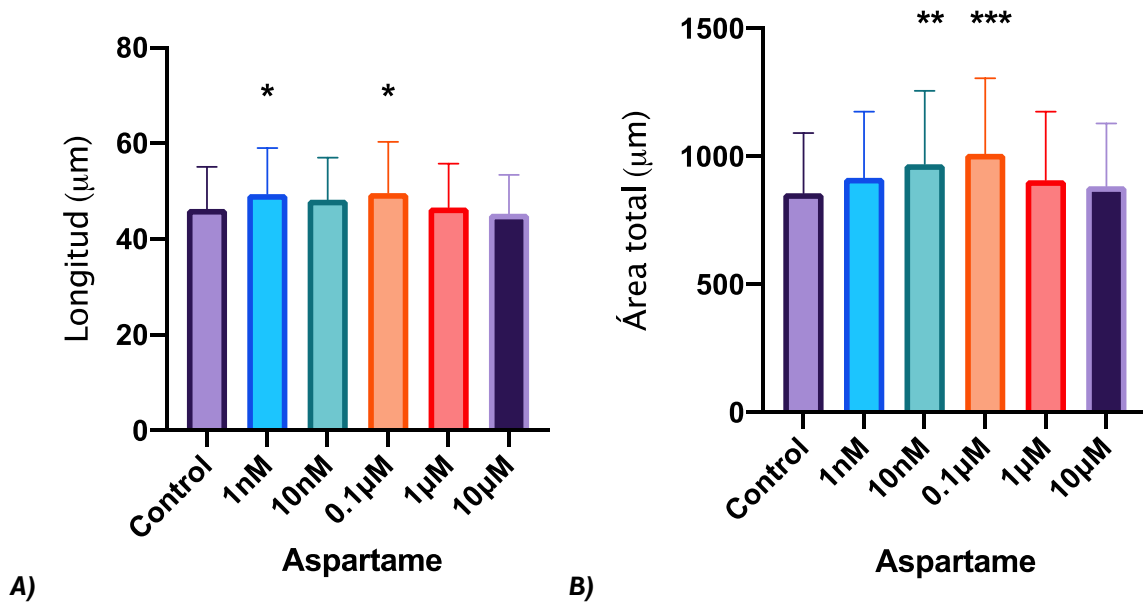 80
60
40
20
0
Longitud (μm)
*
*
Control
1nM
10nM
0.1μM
1μM
10μM
Aspartame
A)
1500
1000
500
0
Área total (μm)
**
***
Control
1nM
10nM
0.1μM
1μM
10μM
Aspartame
B)